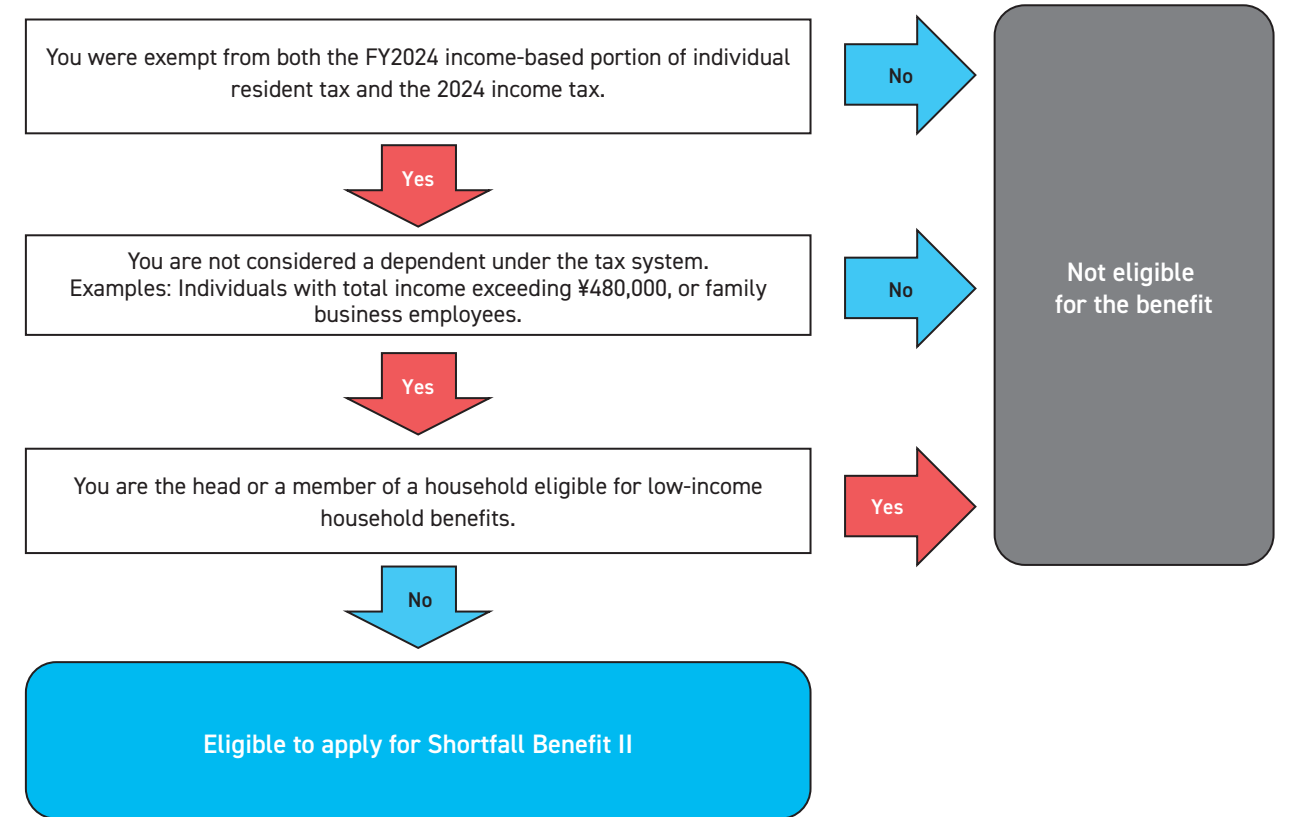 You were exempt from both the FY2024 income-based portion of individual
resident tax and the 2024 income tax.
No
Yes
You are not considered a dependent under the tax system.
Examples: Individuals with total income exceeding ¥480,000, or family
business employees.
No
Not eligible
for the benefit
Yes
You are the head or a member of a household eligible for low-income
household benefits.
Yes
No
Eligible to apply for Shortfall Benefit II